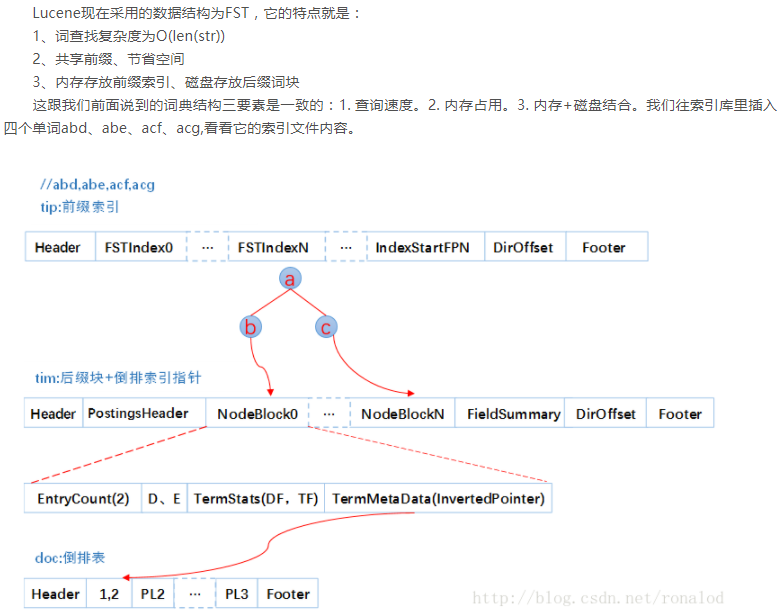 Lucene现在采用的数据结构为FST，它的特点就是：
1、词查找复杂度为O(len(str))
2、共享前缀、节省空间
3、内存存放前缀索引、磁盘存放后缀词块
这跟我们前面说到的词典结构三要素是一致的：1. 查询速度。2. 内存占用。3. 内存+磁盘结合。我们往索引库里插入
四个单词abd、abe、acf、acg,看看它的索引文件内容。
//abd,abe,acf,acg
tip:前缀索引
Header FSTIndex0 ... FSTIndexN ... IndexStartFPN DirOffset Footer
a
b c
tim:后缀块+倒排索引指针
Header PostingsHeader NodeBlock0 ... NodeBlockN FieldSummary DirOffset Footer
EntryCount(2) D、E TermStats(DF，TF) TermMetaData(InvertedPointer)
doc:倒排表
Header 1,2 PL2 ... PL3 Footer
http://blog.csdn.net/ronalod